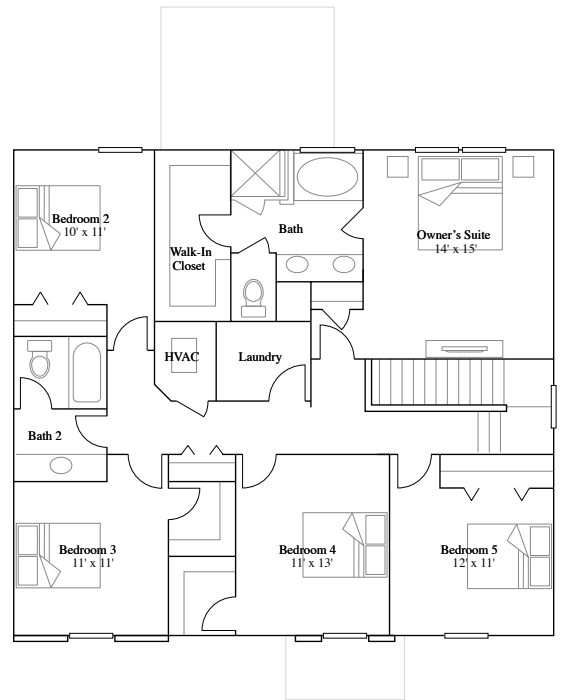 Bedroom 2
10' x 11'
Walk-In
Closet
Bath
Owner's Suite
14' x 15'
HVAC
Laundry
Bath 2
Bedroom 3
11' x 11'
Bedroom 4
11' x 13'
Bedroom 5
12' x 11'